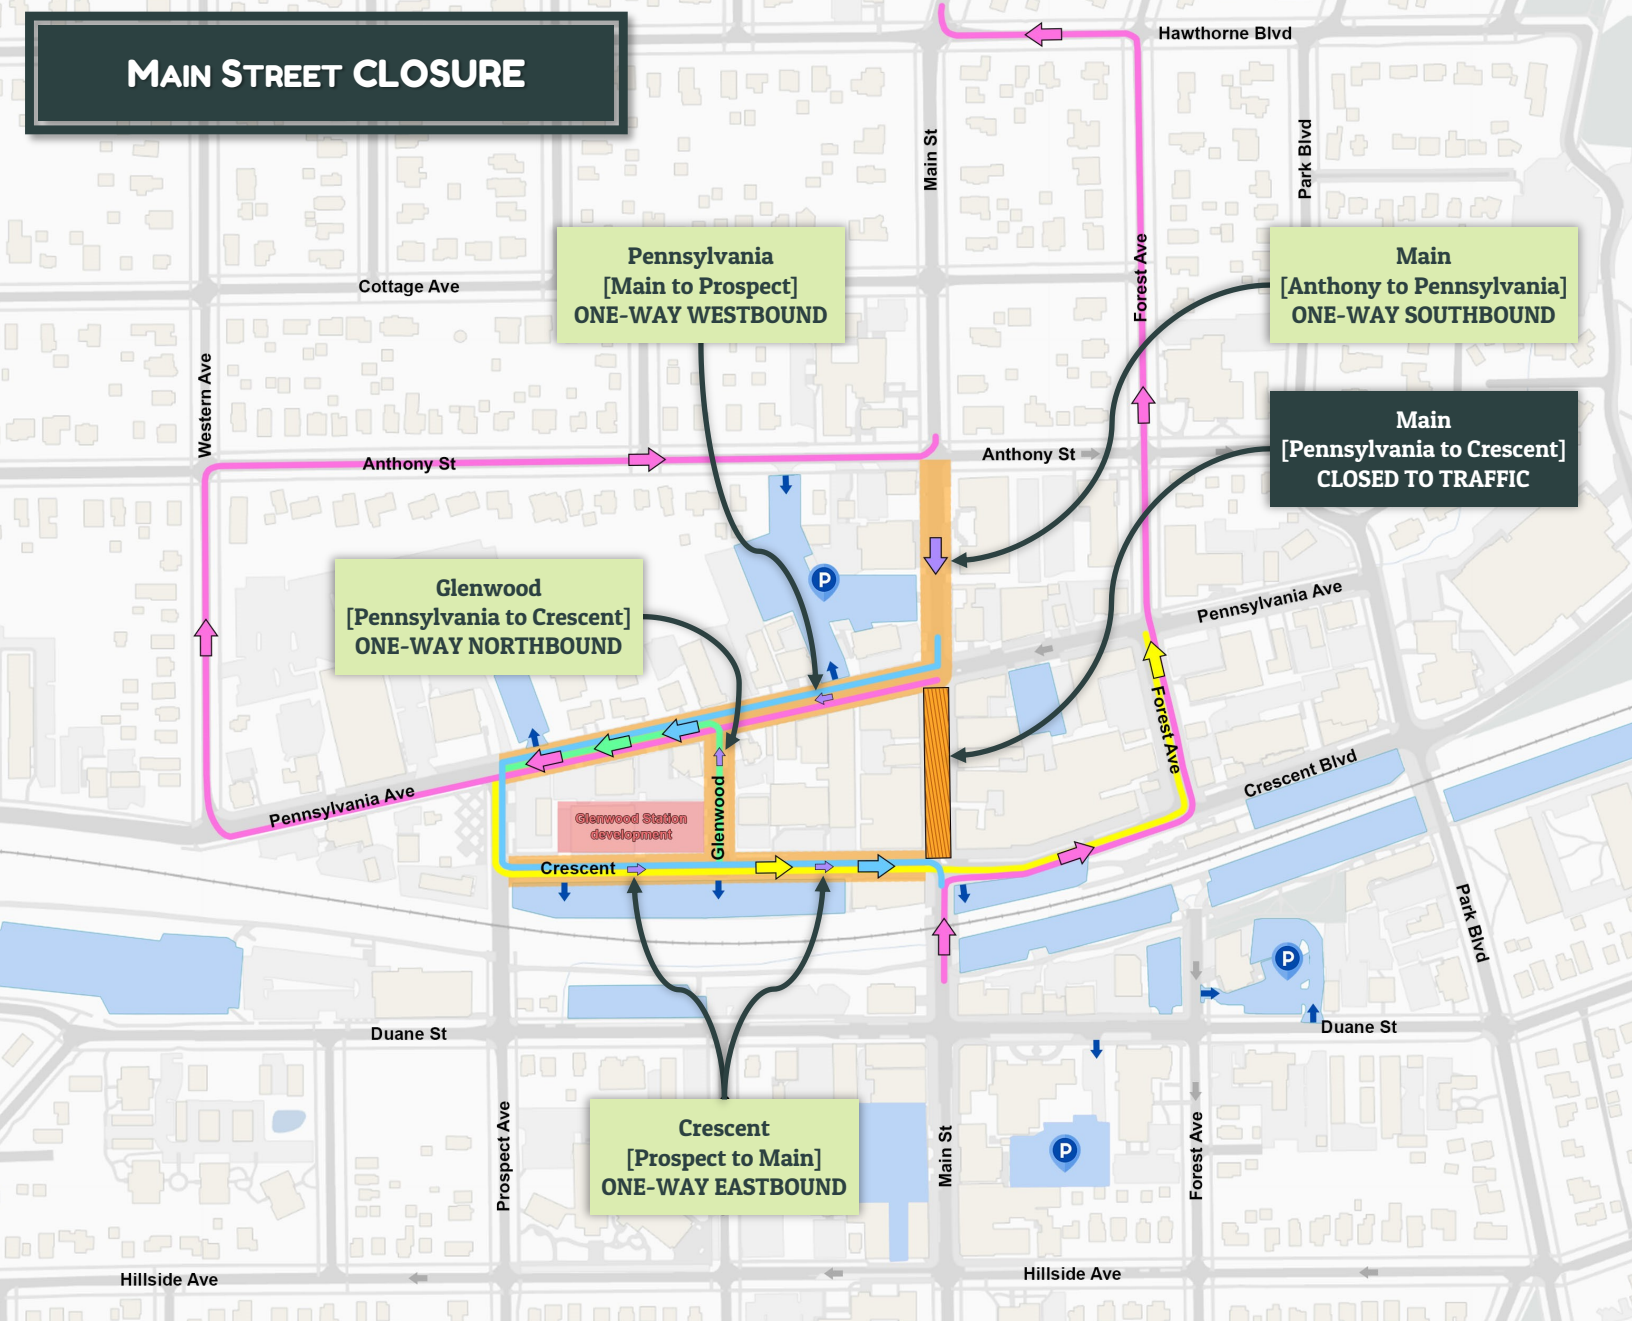 Main Street CLOSURE
Hawthorne Blvd
Main St
Park Blvd
Pennsylvania
[Main to Prospect]
ONE-WAY WESTBOUND
Main
[Anthony to Pennsylvania]
ONE-WAY SOUTHBOUND
Cottage Ave
Forest Ave
Western Ave
Main
[Pennsylvania to Crescent]
CLOSED TO TRAFFIC
Anthony St
Anthony St
Glenwood
[Pennsylvania to Crescent]
ONE-WAY NORTHBOUND
P
Pennsylvania Ave
Forest Ave
Crescent Blvd
Pennsylvania Ave
Glenwood Station
development
Glenwood
Crescent
Park Blvd
P
Duane St
Duane St
Prospect Ave
Crescent
[Prospect to Main]
ONE-WAY EASTBOUND
Main St
P
Forest Ave
Hillside Ave
Hillside Ave